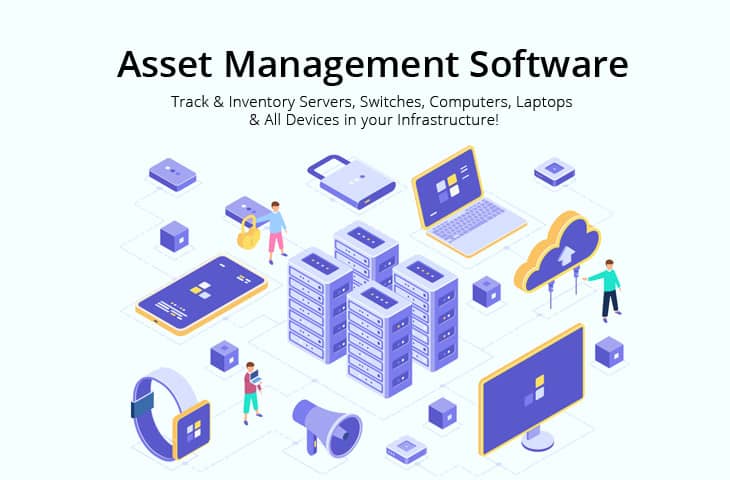 Asset Management Software
Track & Inventory Servers, Switches, Computers, Laptops
& All Devices in your Infrastructure!